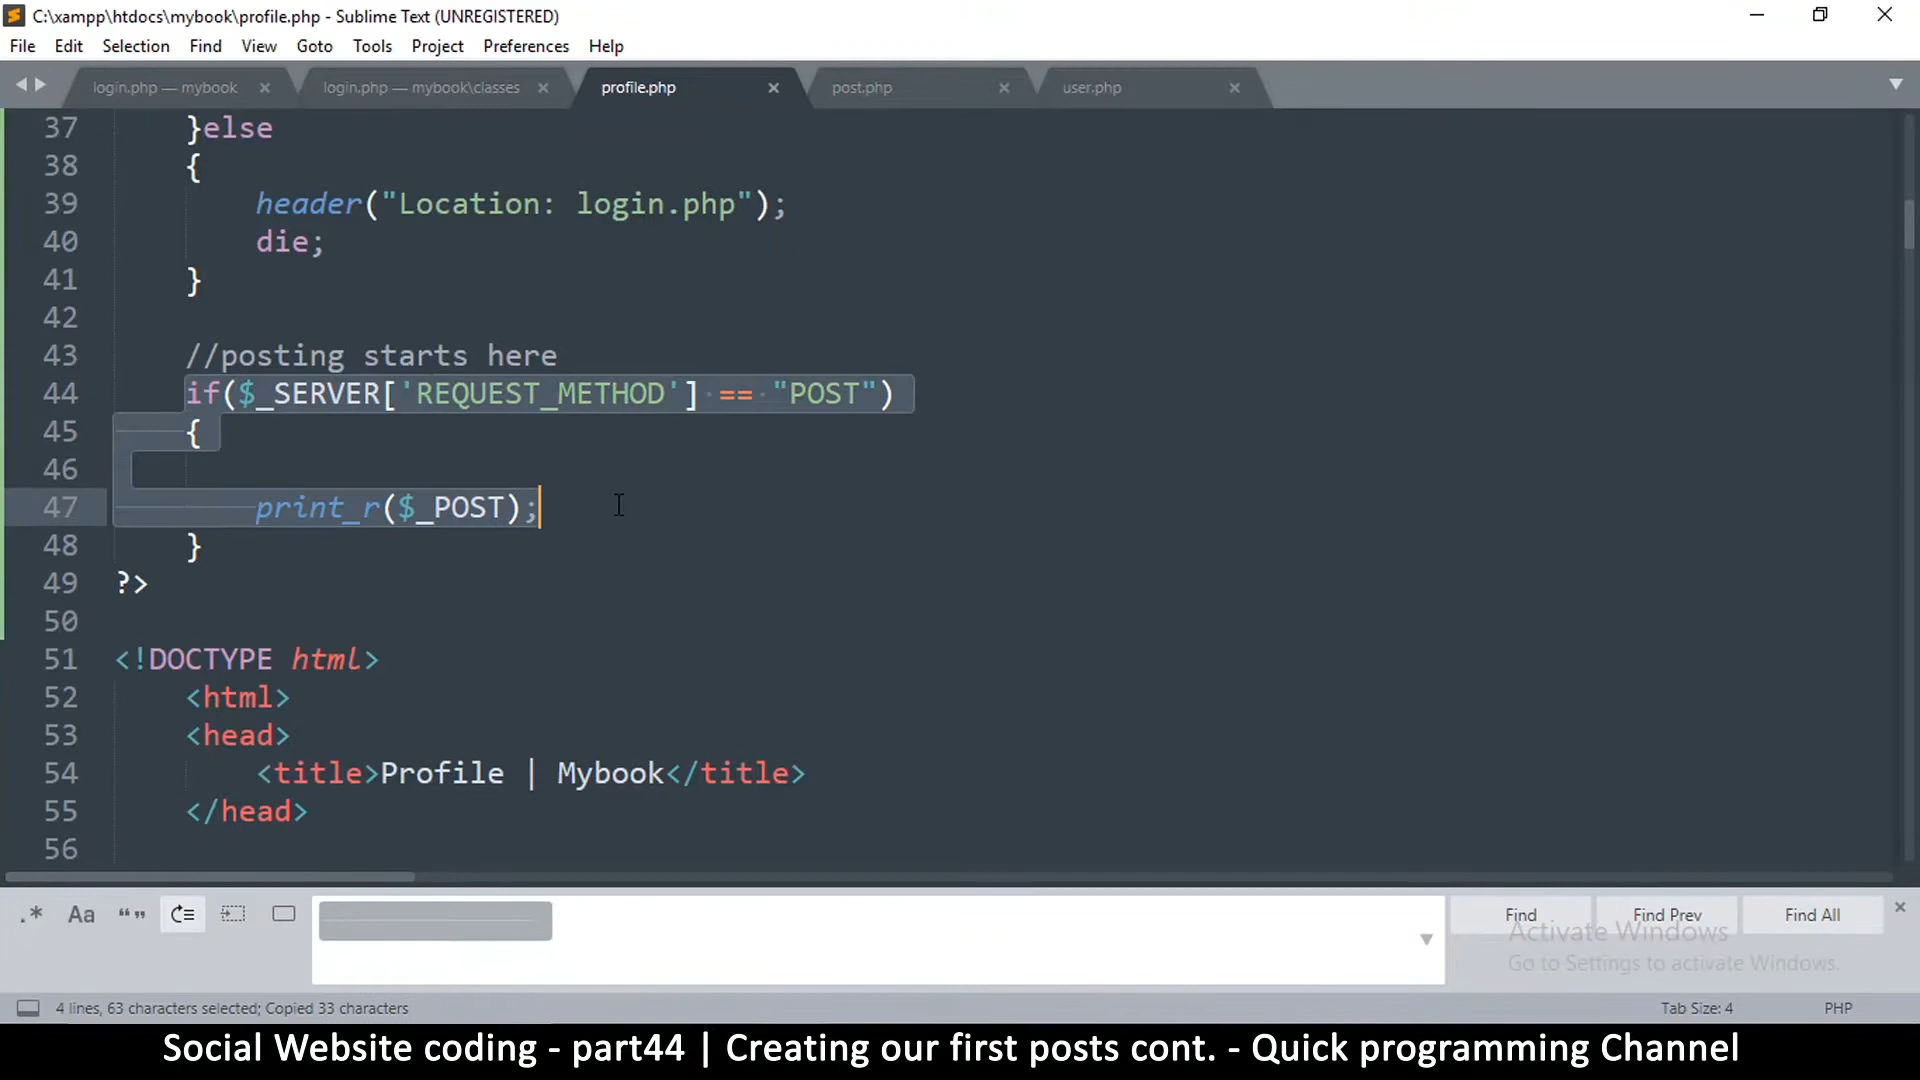 C:\xampp\htdocs\mybook\profile.php - Sublime Text (UNREGISTERED)
File Edit Selection Find View Goto Tools Project Preferences Help
login.php — mybook login.php — mybook\classes profile.php post.php user.php
37 }else
38 {
39 header("Location: login.php");
40 die;
41 }
42
43 //posting starts here
44 if($_SERVER['REQUEST_METHOD'] == "POST")
45 {
46
47 print_r($_POST);
48 }
49 ?>
50
51 <!DOCTYPE html>
52 <html>
53 <head>
54 <title>Profile | Mybook</title>
55 </head>
56
.* Aa “” Find Find Prev Find All
Activate Windows
Go to Settings to activate Windows.
4 lines, 63 characters selected; Copied 33 characters Tab Size: 4 PHP
Social Website coding - part44 | Creating our first posts cont. - Quick programming Channel